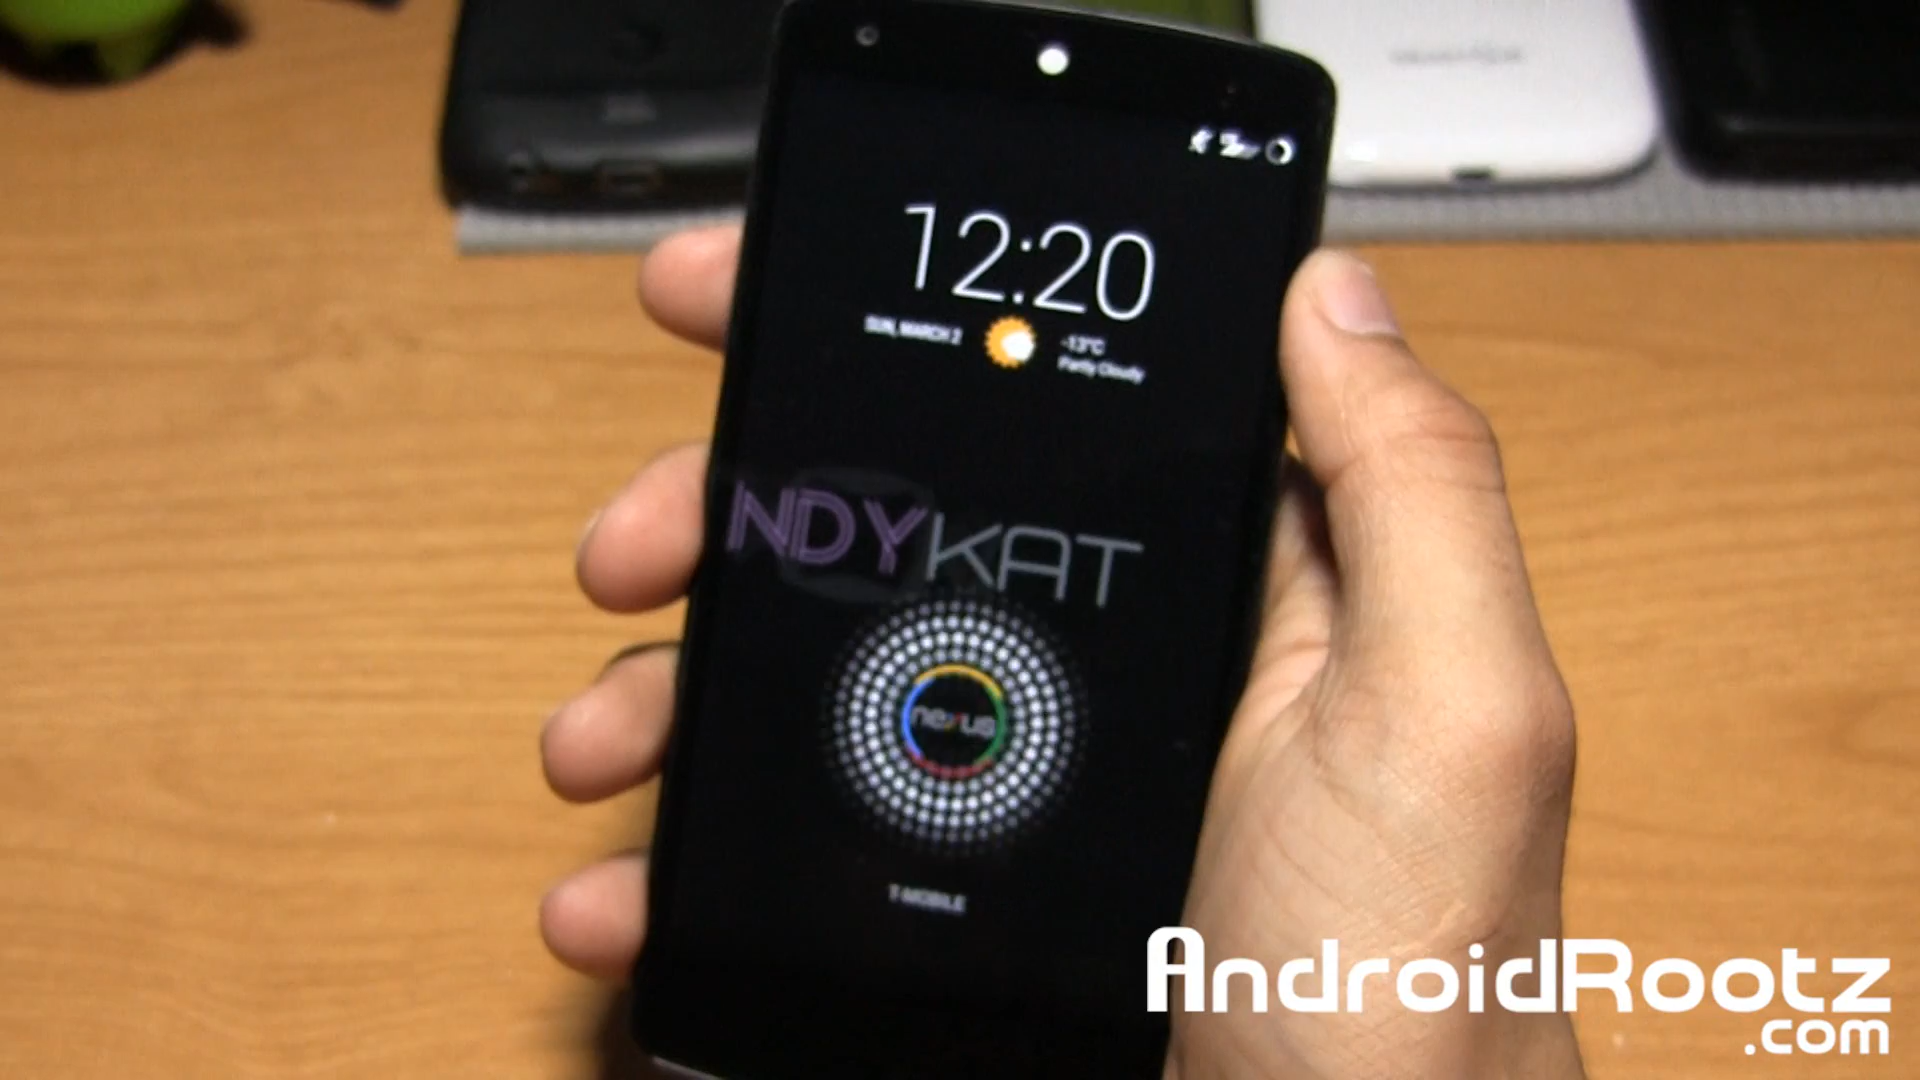 12:20
SUN, MARCH 2
-13°C
Partly Cloudy
NDYKAT
nexus
T-MOBILE
AndroidRootz
.com